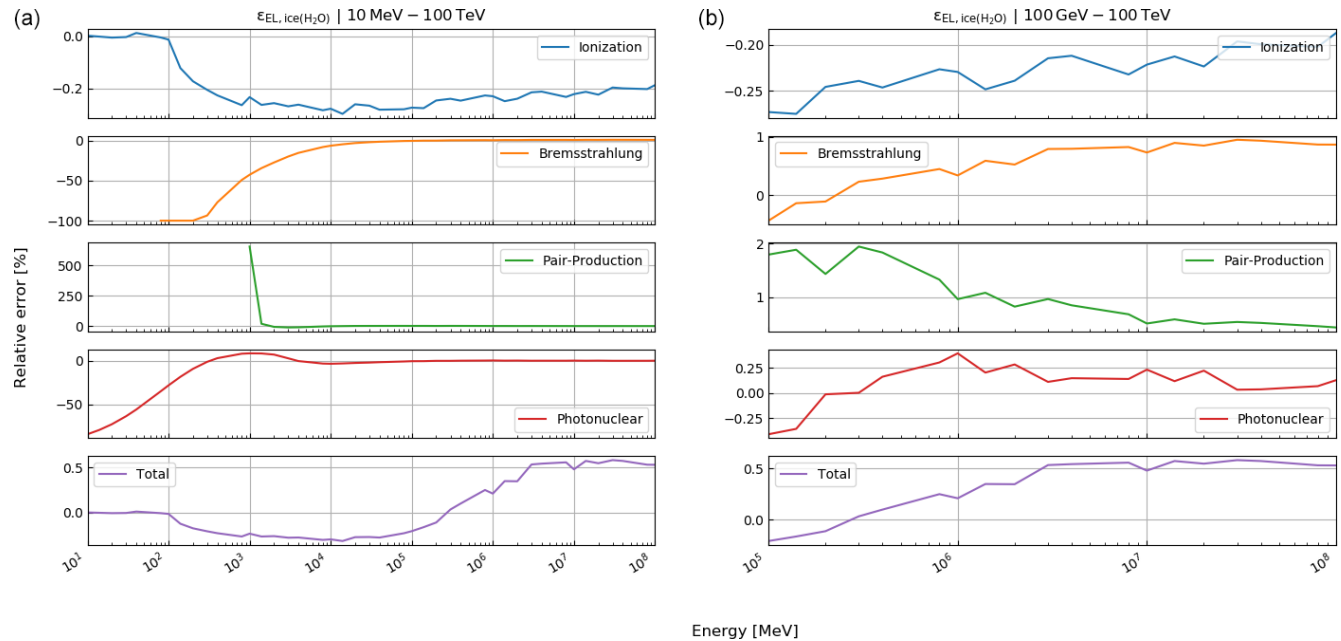 (a)
εEL, ice(H2O) | 10 MeV − 100 TeV
0.0
−0.2
Ionization
0
−50
−100
Bremsstrahlung
500
250
0
Pair-Production
0
−50
Photonuclear
0.5
0.0
Total
10^1
10^2
10^3
10^4
10^5
10^6
10^7
10^8
Relative error [%]
(b)
εEL, ice(H2O) | 100 GeV − 100 TeV
−0.20
−0.25
Ionization
1
0
Bremsstrahlung
2
1
Pair-Production
0.25
0.00
−0.25
Photonuclear
0.5
0.0
Total
10^5
10^6
10^7
10^8
Energy [MeV]